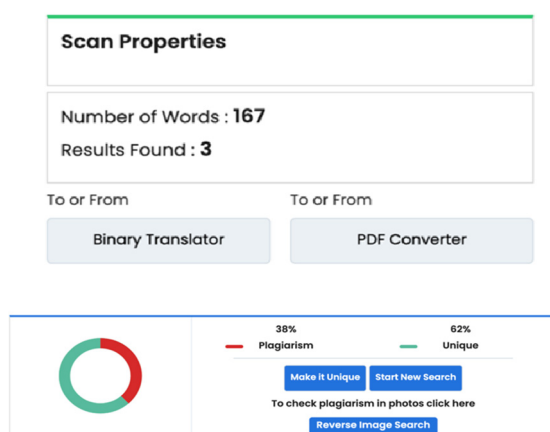 Scan Properties
Number of Words : 167
Results Found : 3
To or From To or From
Binary Translator PDF Converter
38% 62%
Plagiarism Unique
Make it Unique Start New Search
To check plagiarism in photos click here
Reverse Image Search